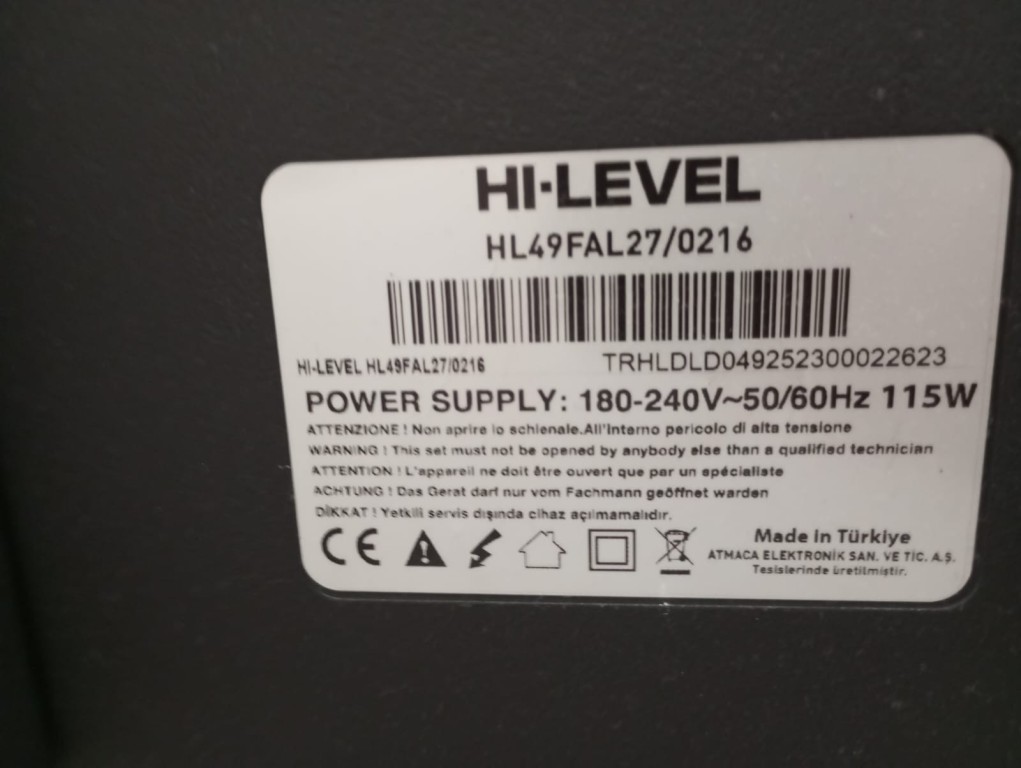 HI-LEVEL
HL49FAL27/0216
HI-LEVEL HL49FAL27/0216 TRHLDLD049252300022623
POWER SUPPLY: 180-240V~50/60Hz 115W
ATTENZIONE ! Non aprire lo schienale.All'interno pericolo di alta tensione
WARNING ! This set must not be opened by anybody else than a qualified technician
ATTENTION ! L'appareil ne doit être ouvert que par un spécialiste
ACHTUNG ! Das Gerat darf nur vom Fachmann geöffnet warden
DİKKAT ! Yetkili servis dışında cihaz açılmamalıdır.
CE
Made In Türkiye
ATMACA ELEKTRONİK SAN. VE TİC. A.Ş.
Tesislerinde üretilmiştir.